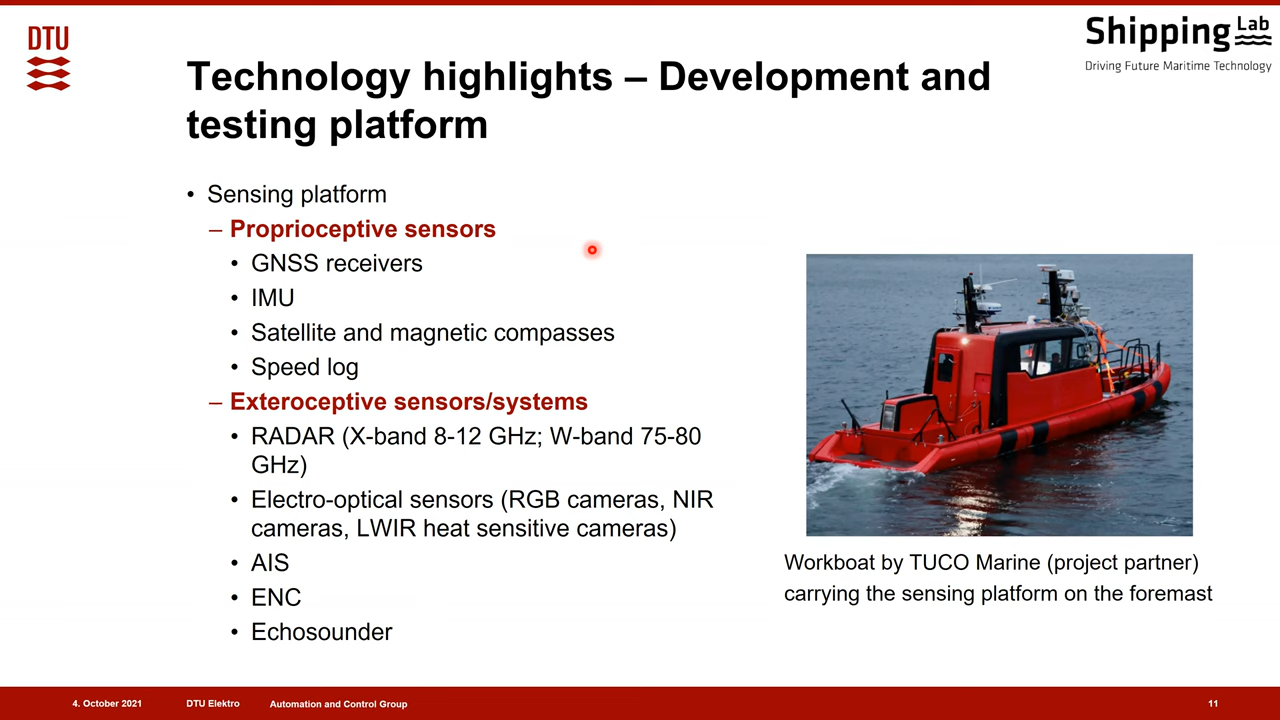 DTU
Shipping Lab
Driving Future Maritime Technology
Technology highlights – Development and
testing platform
• Sensing platform
– Proprioceptive sensors
• GNSS receivers
• IMU
• Satellite and magnetic compasses
• Speed log
– Exteroceptive sensors/systems
• RADAR (X-band 8-12 GHz; W-band 75-80
GHz)
• Electro-optical sensors (RGB cameras, NIR
cameras, LWIR heat sensitive cameras)
• AIS
• ENC
• Echosounder
Workboat by TUCO Marine (project partner)
carrying the sensing platform on the foremast
4. October 2021 DTU Elektro Automation and Control Group 11